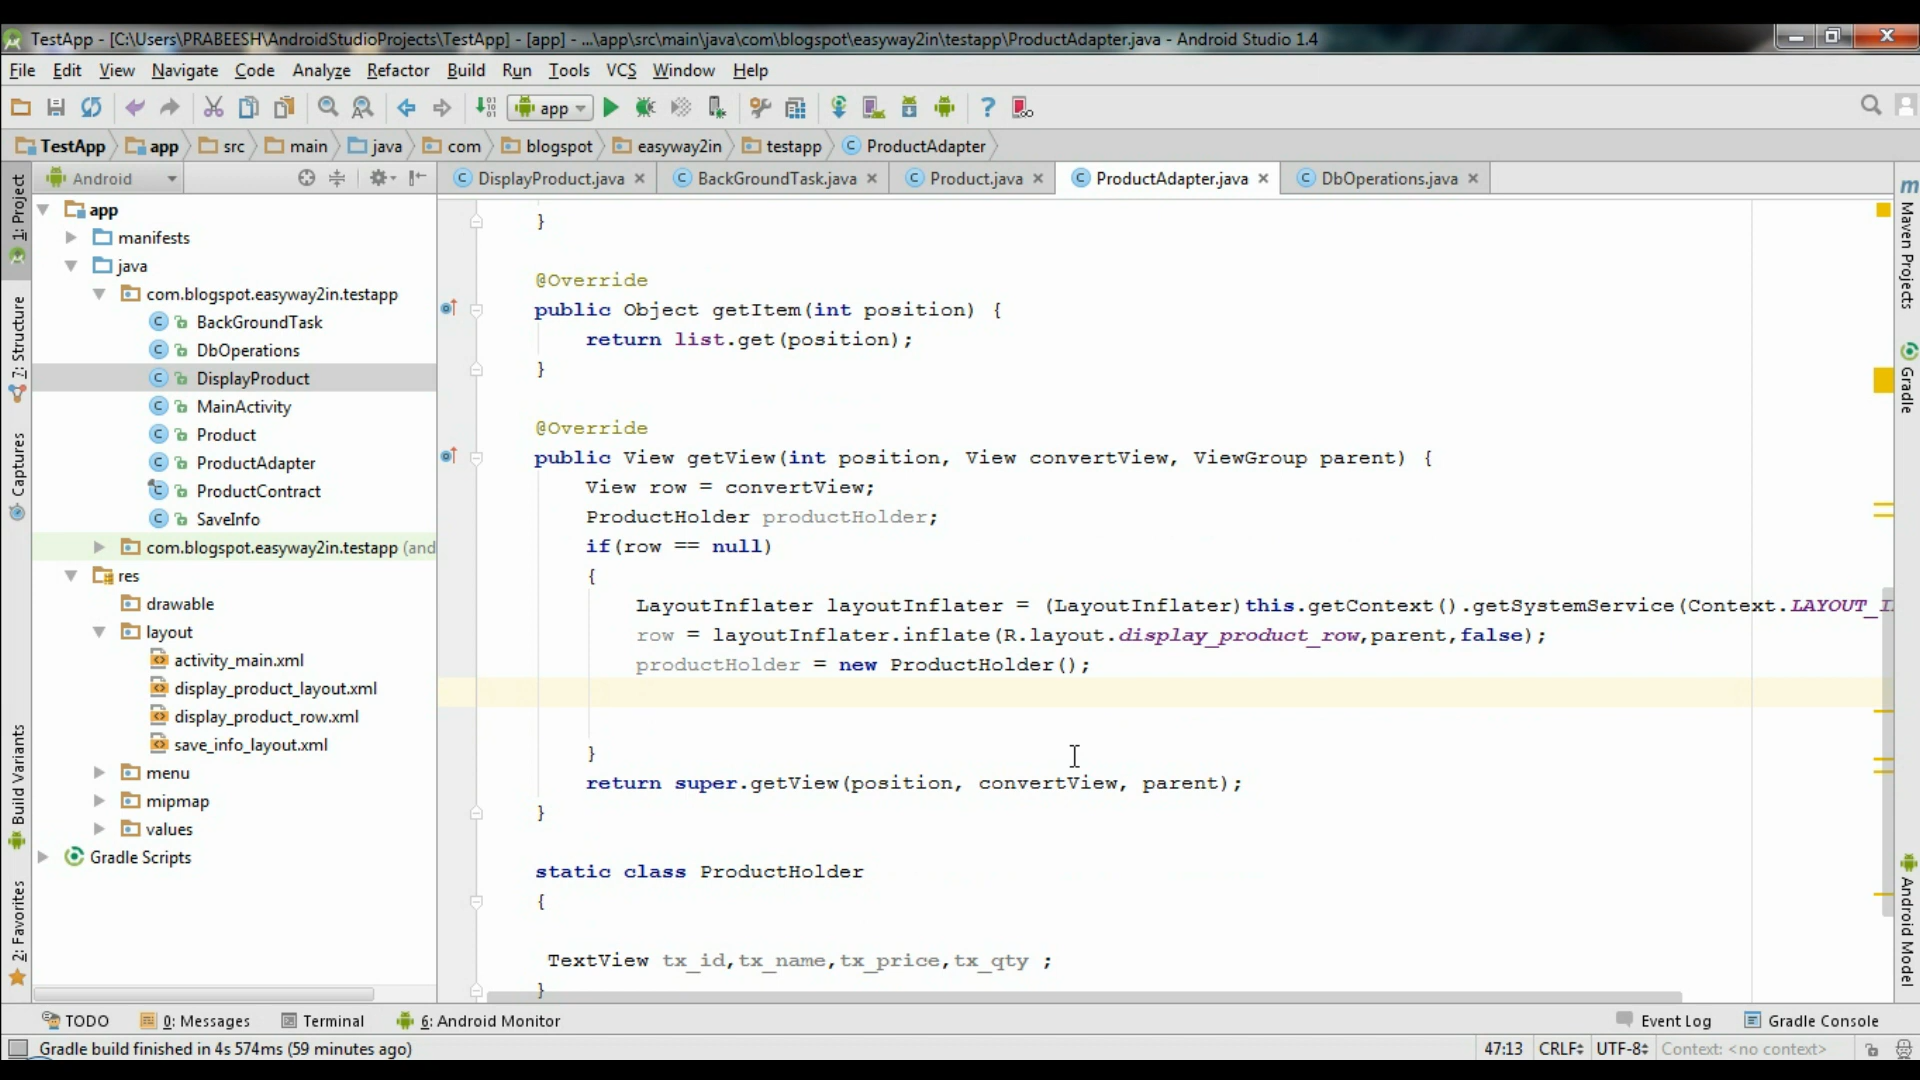 TestApp - [C:\Users\PRABEESH\AndroidStudioProjects\TestApp] - [app] - ...\app\src\main\java\com\blogspot\easyway2in\testapp\ProductAdapter.java - Android Studio 1.4
File Edit View Navigate Code Analyze Refactor Build Run Tools VCS Window Help
app
TestApp app src main java com blogspot easyway2in testapp ProductAdapter
Android
DisplayProduct.java BackGroundTask.java Product.java ProductAdapter.java DbOperations.java
1: Project
7: Structure
Captures
Build Variants
2: Favorites
app
manifests
java
com.blogspot.easyway2in.testapp
BackGroundTask
DbOperations
DisplayProduct
MainActivity
Product
ProductAdapter
ProductContract
SaveInfo
com.blogspot.easyway2in.testapp (and
res
drawable
layout
activity_main.xml
display_product_layout.xml
display_product_row.xml
save_info_layout.xml
menu
mipmap
values
Gradle Scripts
}
@Override
public Object getItem(int position) {
return list.get(position);
}
@Override
public View getView(int position, View convertView, ViewGroup parent) {
View row = convertView;
ProductHolder productHolder;
if(row == null)
{
LayoutInflater layoutInflater = (LayoutInflater)this.getContext().getSystemService(Context.LAYOUT_I
row = layoutInflater.inflate(R.layout.display_product_row,parent,false);
productHolder = new ProductHolder();
}
return super.getView(position, convertView, parent);
}
static class ProductHolder
{
TextView tx_id,tx_name,tx_price,tx_qty ;
}
m
Maven Projects
Gradle
Android Model
TODO 0: Messages Terminal 6: Android Monitor Event Log Gradle Console
Gradle build finished in 4s 574ms (59 minutes ago) 47:13 CRLF UTF-8 Context: <no context>